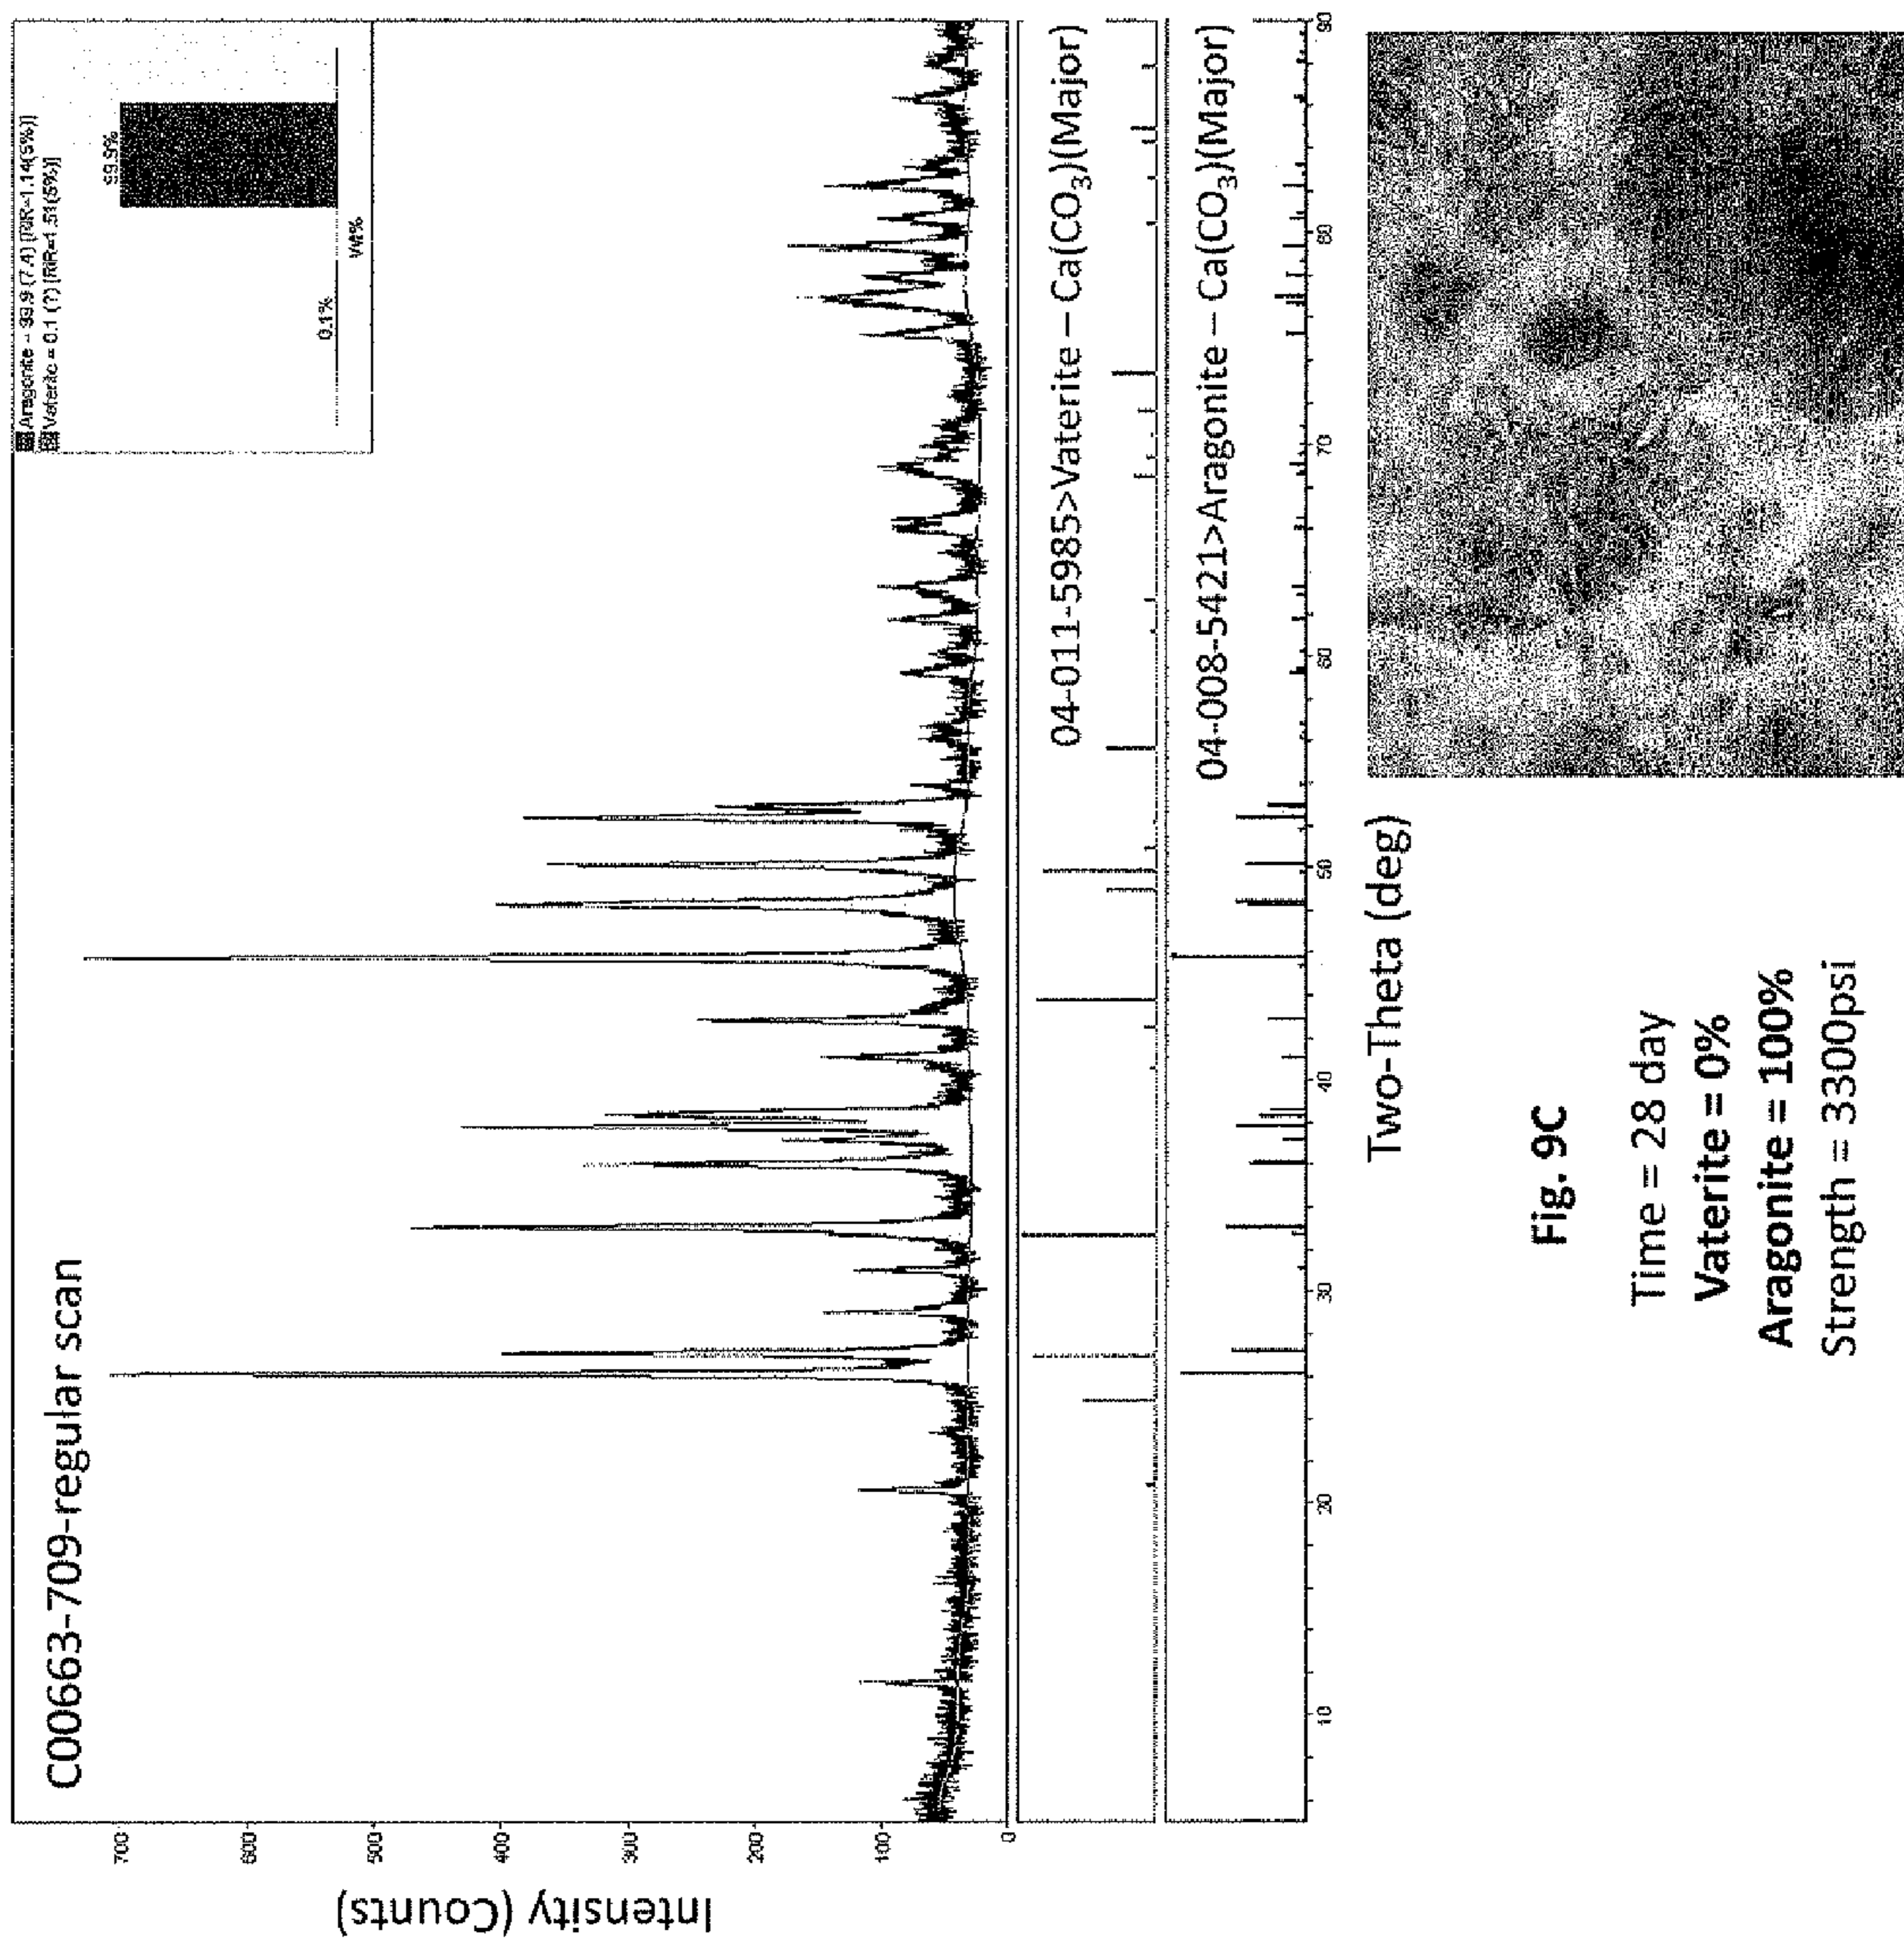 C00663-709-regular scan
Aragonite = 99.9 (7.4) [RIR=1.14(5%)]
Vaterite = 0.1 (?) [RIR=1.51(5%)]
99.9%
0.1%
Wt%
Intensity (Counts)
700
600
500
400
300
200
100
0
04-011-5985>Vaterite – Ca(CO₃)(Major)
04-008-5421>Aragonite – Ca(CO₃)(Major)
10 20 30 40 50 60 70 80 90
Two-Theta (deg)
Fig. 9C
Time = 28 day
Vaterite = 0%
Aragonite = 100%
Strength = 3300psi